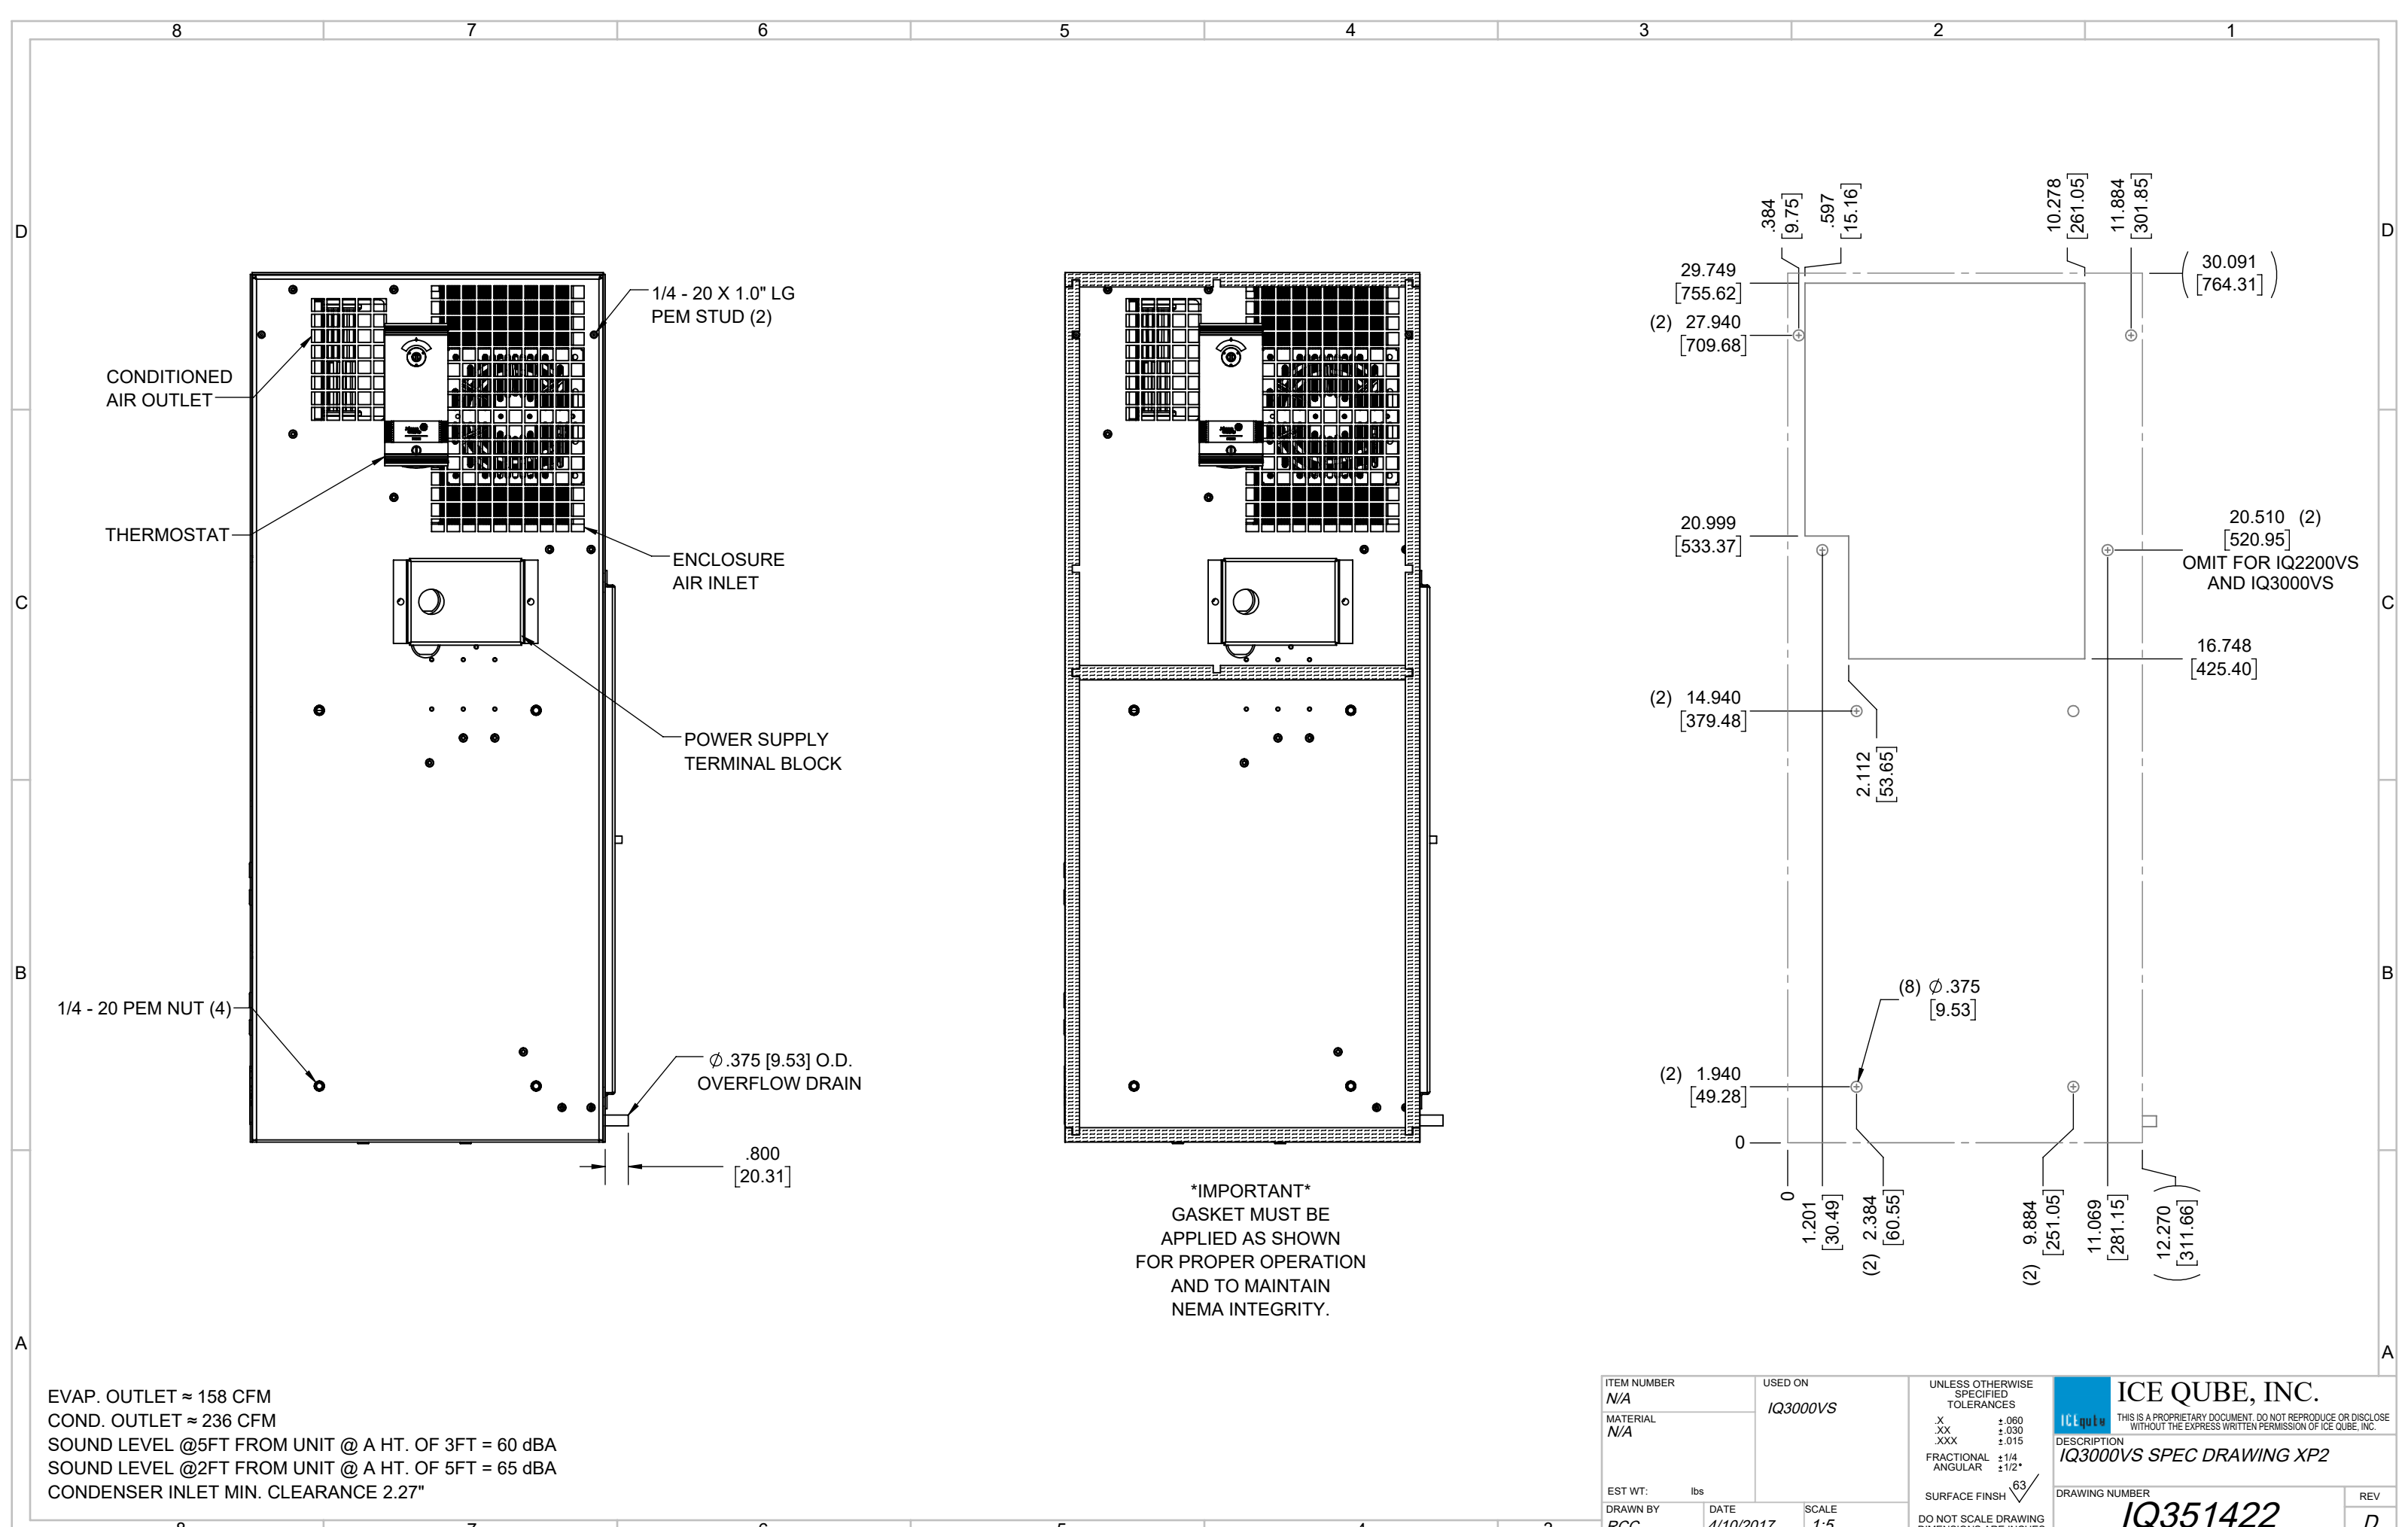 8 7 6 5 4 3 2 1
D
D
C
C
B
B
A
A
1/4 - 20 X 1.0" LG
PEM STUD (2)
CONDITIONED
AIR OUTLET
THERMOSTAT
ENCLOSURE
AIR INLET
POWER SUPPLY
TERMINAL BLOCK
1/4 - 20 PEM NUT (4)
Ø.375 [9.53] O.D.
OVERFLOW DRAIN
.800
[20.31]
*IMPORTANT*
GASKET MUST BE
APPLIED AS SHOWN
FOR PROPER OPERATION
AND TO MAINTAIN
NEMA INTEGRITY.
.384
[9.75]
.597
[15.16]
10.278
[261.05]
11.884
[301.85]
29.749
[755.62]
(30.091
[764.31])
(2) 27.940
[709.68]
20.999
[533.37]
20.510 (2)
[520.95]
OMIT FOR IQ2200VS
AND IQ3000VS
16.748
[425.40]
(2) 14.940
[379.48]
2.112
[53.65]
(8) Ø.375
[9.53]
(2) 1.940
[49.28]
0
0
1.201
[30.49]
(2) 2.384
[60.55]
(2) 9.884
[251.05]
11.069
[281.15]
(12.270
[311.66])
EVAP. OUTLET ≈ 158 CFM
COND. OUTLET ≈ 236 CFM
SOUND LEVEL @5FT FROM UNIT @ A HT. OF 3FT = 60 dBA
SOUND LEVEL @2FT FROM UNIT @ A HT. OF 5FT = 65 dBA
CONDENSER INLET MIN. CLEARANCE 2.27"
ITEM NUMBER
N/A
MATERIAL
N/A
EST WT: lbs
USED ON
IQ3000VS
DRAWN BY
RCC
DATE
4/10/2017
SCALE
1:5
UNLESS OTHERWISE
SPECIFIED
TOLERANCES
.X ±.060
.XX ±.030
.XXX ±.015
FRACTIONAL ±1/4
ANGULAR ±1/2°
63
SURFACE FINSH
DO NOT SCALE DRAWING
DIMENSIONS ARE INCHES
ICEqube
ICE QUBE, INC.
THIS IS A PROPRIETARY DOCUMENT. DO NOT REPRODUCE OR DISCLOSE
WITHOUT THE EXPRESS WRITTEN PERMISSION OF ICE QUBE, INC.
DESCRIPTION
IQ3000VS SPEC DRAWING XP2
DRAWING NUMBER
IQ351422
REV
D